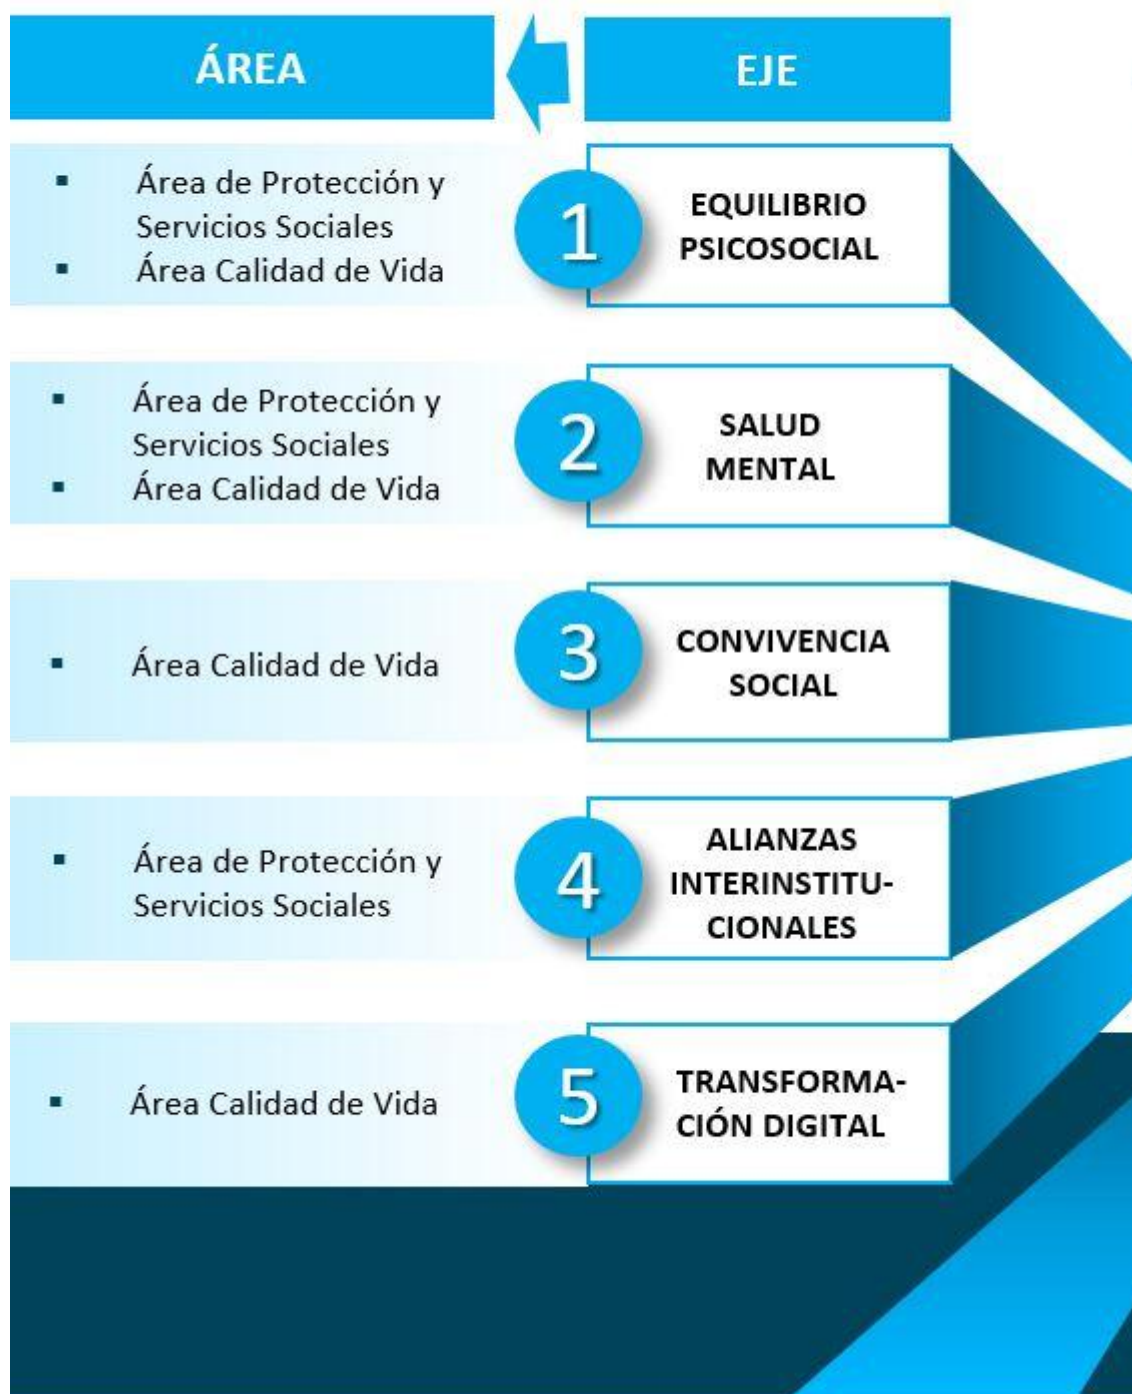 ÁREA
EJE
▪ Área de Protección y
Servicios Sociales
▪ Área Calidad de Vida
1
EQUILIBRIO
PSICOSOCIAL
▪ Área de Protección y
Servicios Sociales
▪ Área Calidad de Vida
2
SALUD
MENTAL
▪ Área Calidad de Vida
3
CONVIVENCIA
SOCIAL
▪ Área de Protección y
Servicios Sociales
4
ALIANZAS
INTERINSTITU-
CIONALES
▪ Área Calidad de Vida
5
TRANSFORMA-
CIÓN DIGITAL